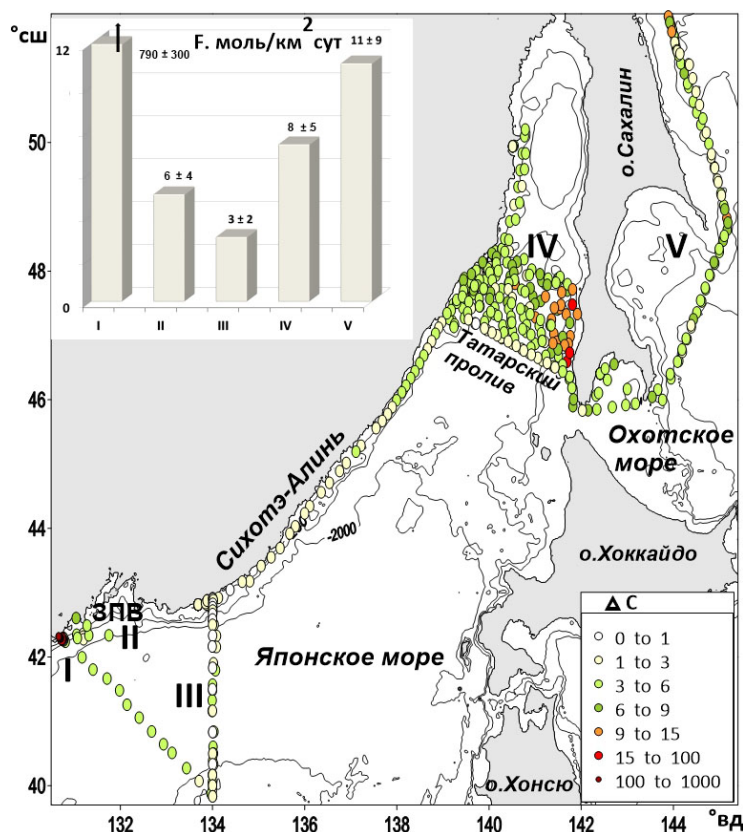 °сш
F. моль/км² сут
12
790 ± 300
6 ± 4
3 ± 2
8 ± 5
11 ± 9
0
I II III IV V
50
48
46
44
42
40
о.Сахалин
IV
V
Татарский
пролив
Охотское
море
Сихотэ-Алинь
-2000
о.Хоккайдо
ЗПВ
II
I
III
Японское море
о.Хонсю
Δ C
0 to 1
1 to 3
3 to 6
6 to 9
9 to 15
15 to 100
100 to 1000
132 134 136 138 140 142 144 °вд